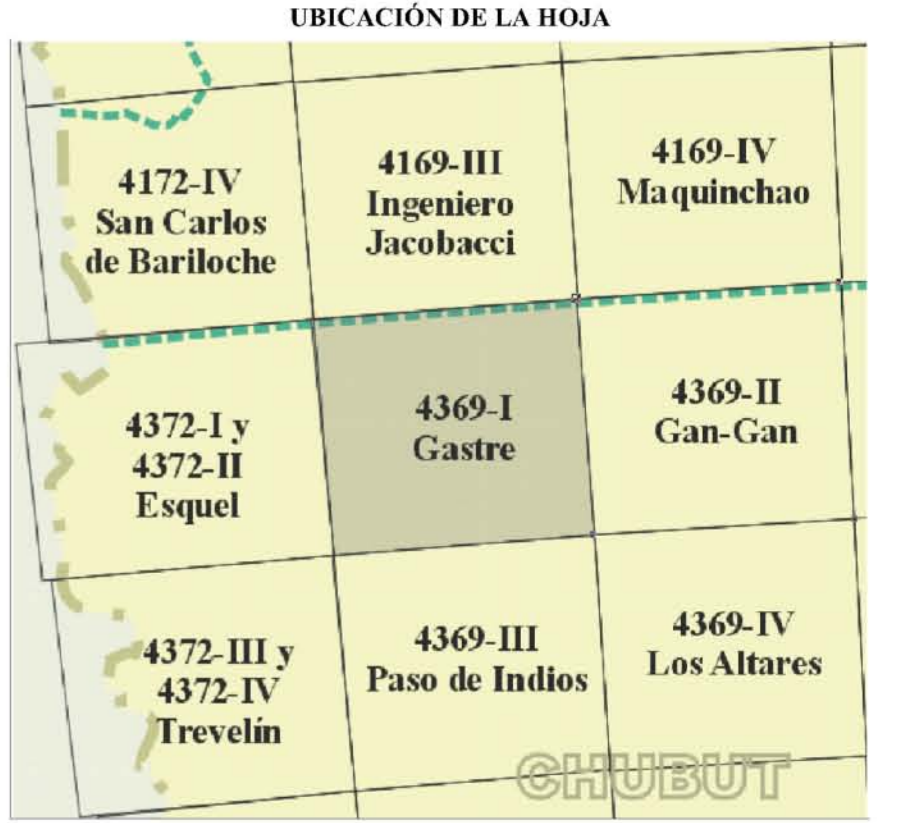 UBICACIÓN DE LA HOJA
4172-IV
San Carlos
de Bariloche
4169-III
Ingeniero
Jacobacci
4169-IV
Maquinchao
4372-I y
4372-II
Esquel
4369-I
Gastre
4369-II
Gan-Gan
4372-III y
4372-IV
Trevelín
4369-III
Paso de Indios
4369-IV
Los Altares
CHUBUT